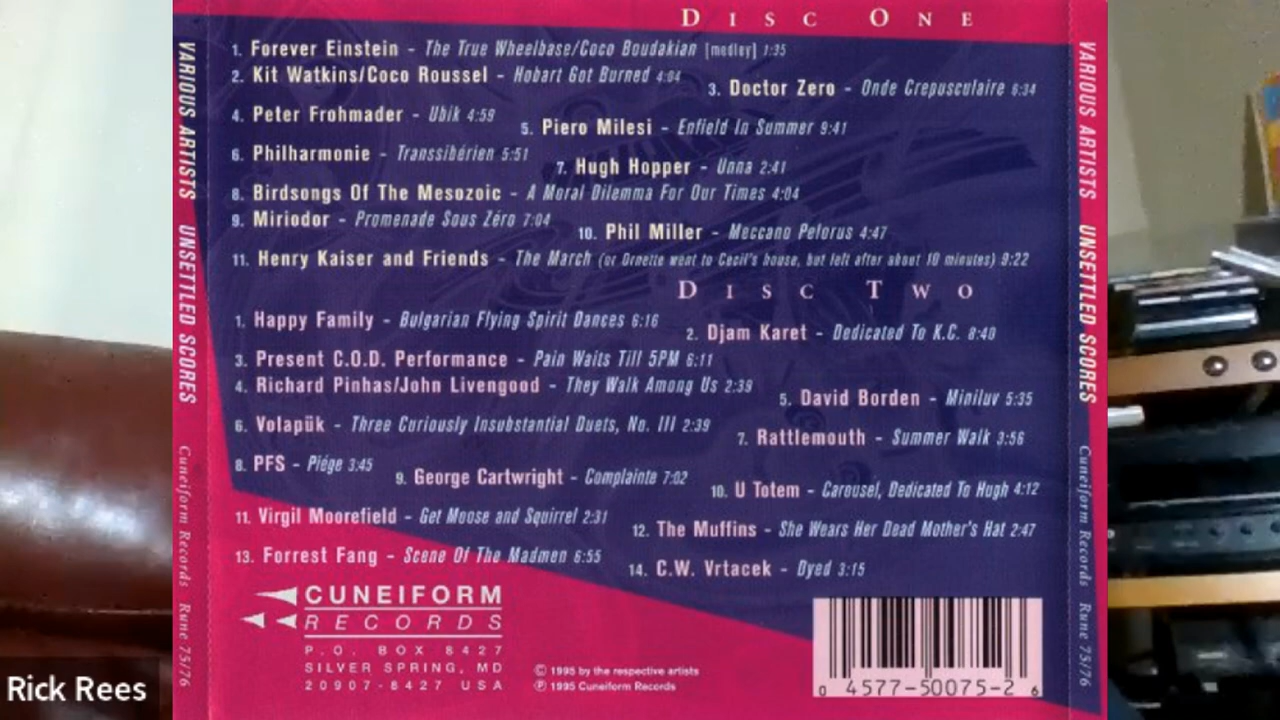 DISC ONE
1. Forever Einstein - The True Wheelbase/Coco Boudakian [medley] 1:35
2. Kit Watkins/Coco Roussel - Hobart Got Burned 4:04
3. Doctor Zero - Onde Crepusculaire 6:34
4. Peter Frohmader - Ubik 4:59
5. Piero Milesi - Enfield In Summer 9:41
6. Philharmonie - Transsibérien 5:51
7. Hugh Hopper - Unna 2:41
8. Birdsongs Of The Mesozoic - A Moral Dilemma For Our Times 4:04
9. Miriodor - Promenade Sous Zéro 7:04
10. Phil Miller - Meccano Pelorus 4:47
11. Henry Kaiser and Friends - The March (or Ornette went to Cecil's house, but left after about 10 minutes) 9:22
DISC TWO
1. Happy Family - Bulgarian Flying Spirit Dances 6:16
2. Djam Karet - Dedicated To K.C. 8:40
3. Present C.O.D. Performance - Pain Waits Till 5PM 6:11
4. Richard Pinhas/John Livengood - They Walk Among Us 2:39
5. David Borden - Miniluv 5:35
6. Volapük - Three Curiously Insubstantial Duets, No. III 2:39
7. Rattlemouth - Summer Walk 3:56
8. PFS - Piége 3:45
9. George Cartwright - Complainte 7:02
10. U Totem - Carousel, Dedicated To Hugh 4:12
11. Virgil Moorefield - Get Moose and Squirrel 2:31
12. The Muffins - She Wears Her Dead Mother's Hat 2:47
13. Forrest Fang - Scene Of The Madmen 6:55
14. C.W. Vrtacek - Dyed 3:15
CUNEIFORM
RECORDS
P.O. BOX 8427
SILVER SPRING, MD
20907-8427 USA
© 1995 by the respective artists
℗ 1995 Cuneiform Records
0 4577-50075-2 6
VARIOUS ARTISTS UNSETTLED SCORES Cuneiform Records Rune 75/76
VARIOUS ARTISTS UNSETTLED SCORES Cuneiform Records Rune 75/76
Rick Rees